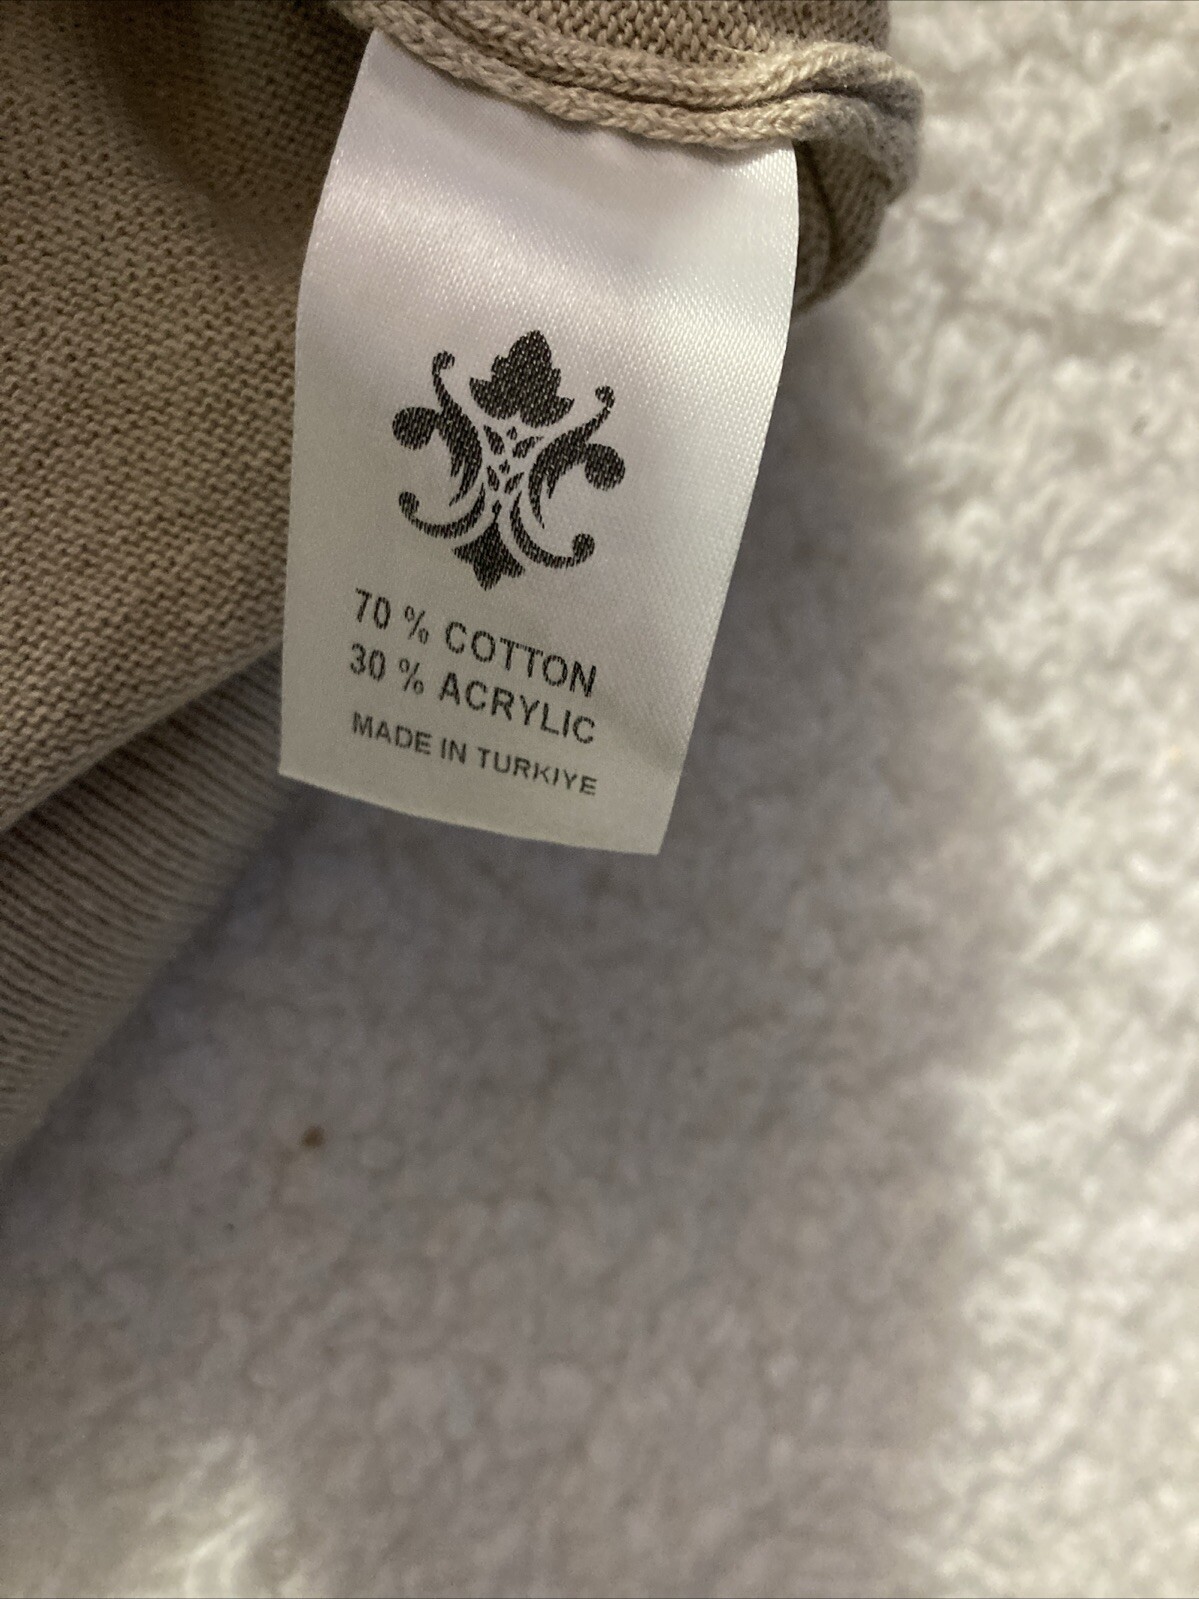 70 % COTTON
30 % ACRYLIC
MADE IN TURKIYE